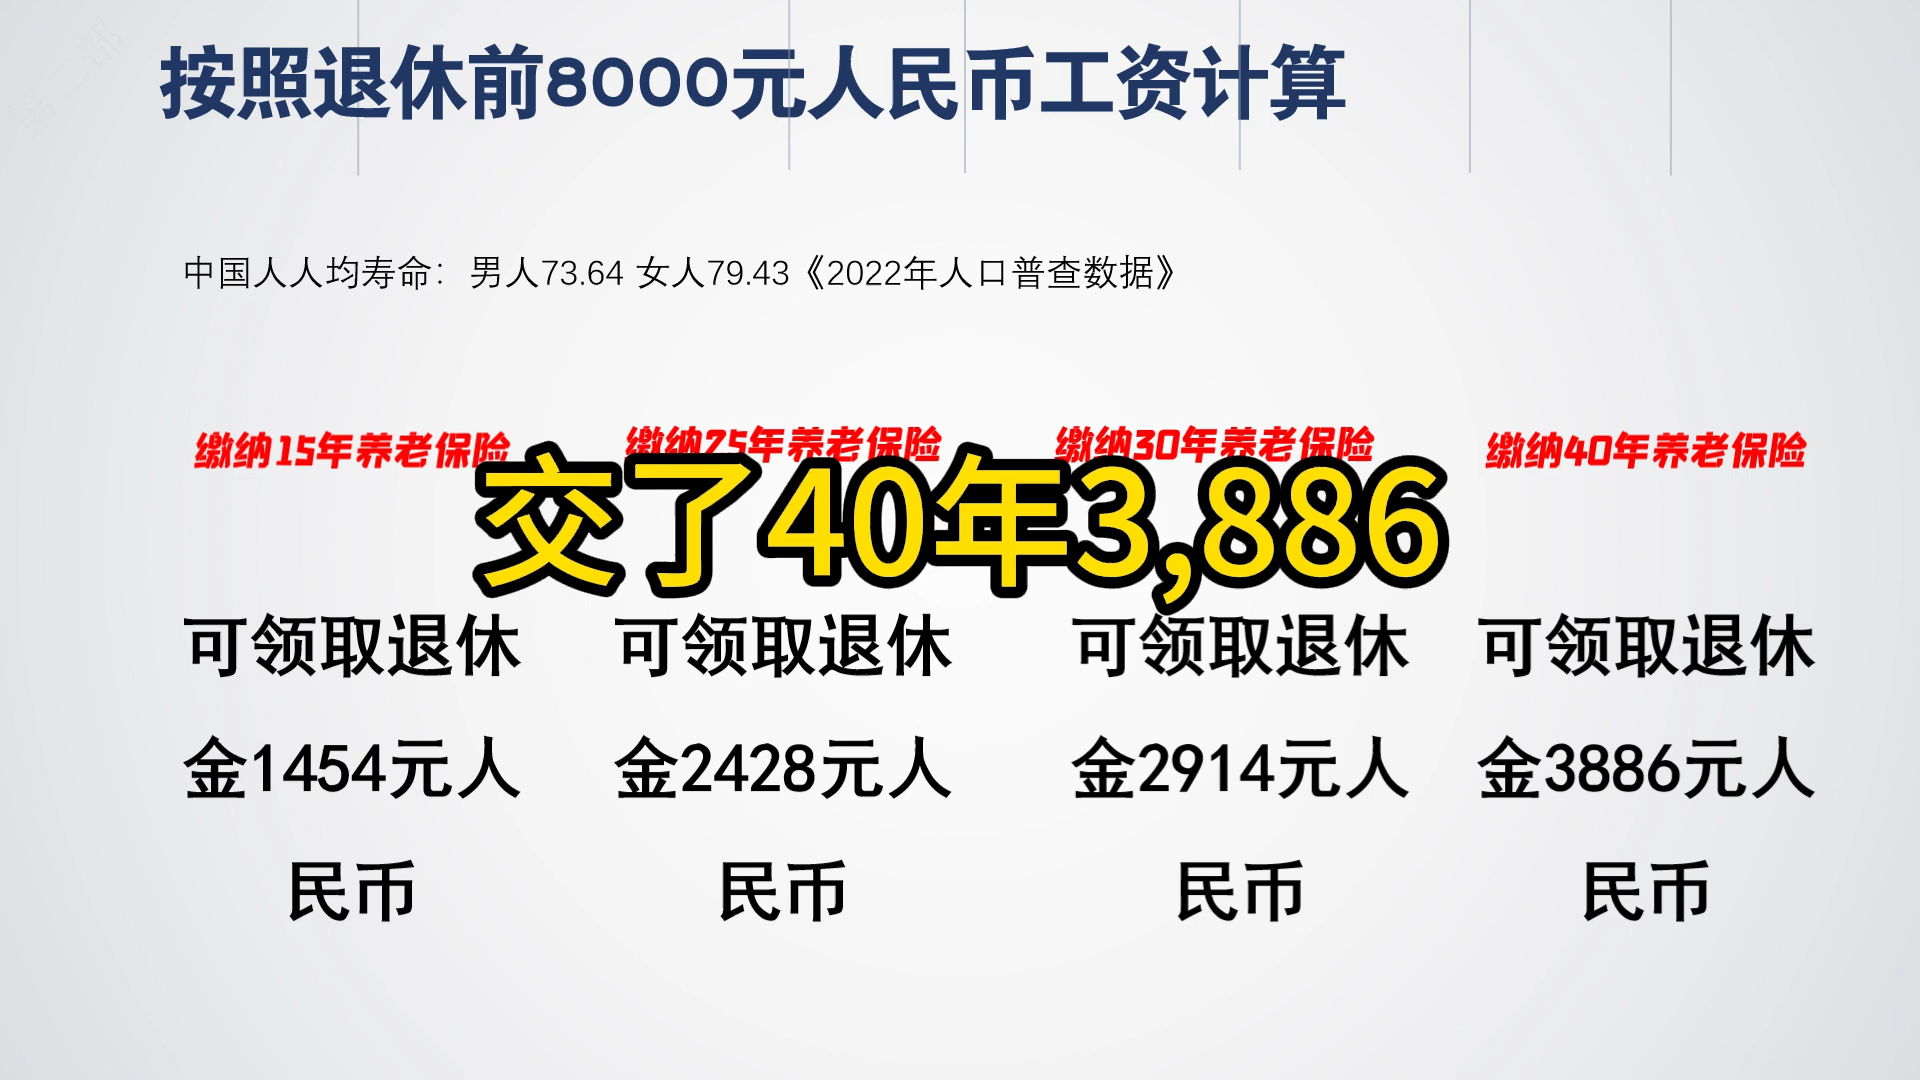 按照退休前8000元人民币工资计算
中国人人均寿命：男人73.64 女人79.43《2022年人口普查数据》
缴纳15年养老保险
缴纳25年养老保险
缴纳30年养老保险
缴纳40年养老保险
交了40年3,886
可领取退休
金1454元人
民币
可领取退休
金2428元人
民币
可领取退休
金2914元人
民币
可领取退休
金3886元人
民币